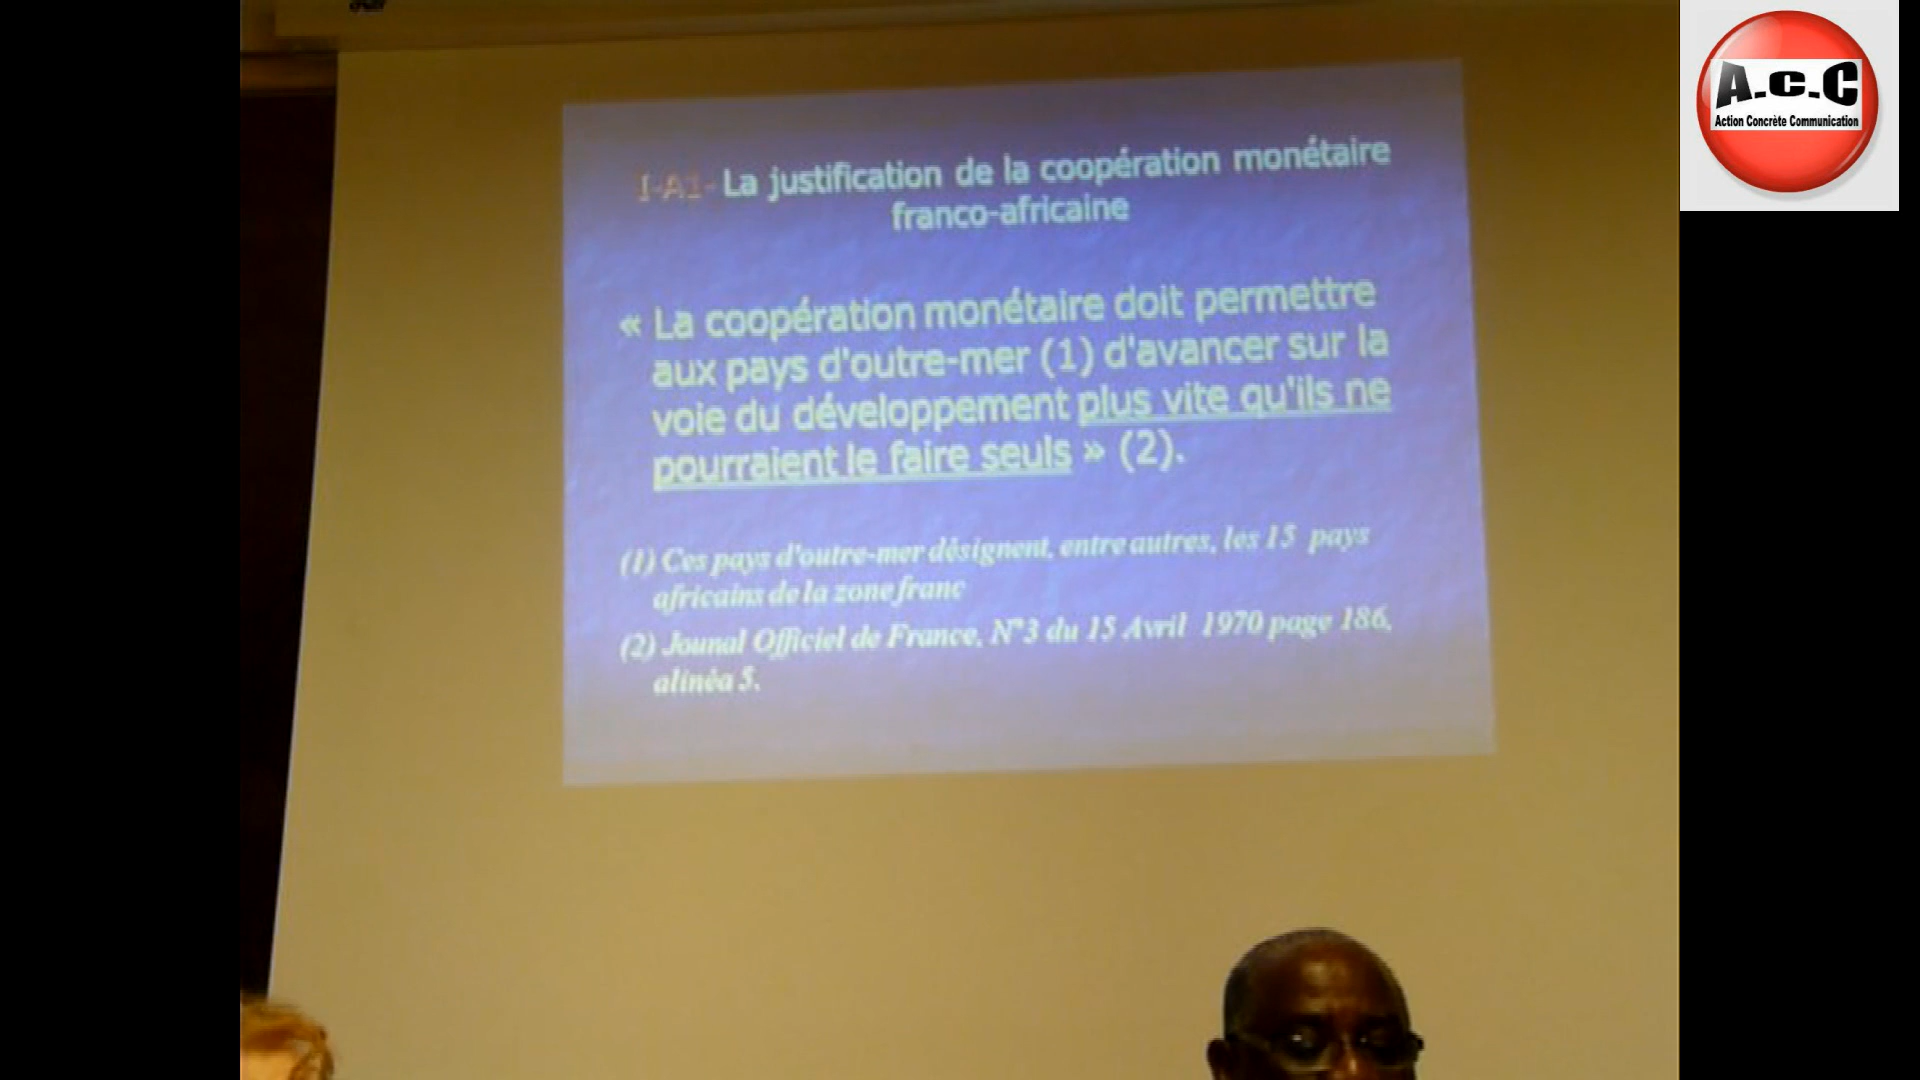 A.C.C
Action Concrète Communication
I-A1- La justification de la coopération monétaire
franco-africaine
« La coopération monétaire doit permettre
aux pays d'outre-mer (1) d'avancer sur la
voie du développement plus vite qu'ils ne
pourraient le faire seuls » (2).
(1) Ces pays d'outre-mer désignent, entre autres, les 15 pays
africains de la zone franc
(2) Jounal Officiel de France, N°3 du 15 Avril 1970 page 186,
alinéa 5.